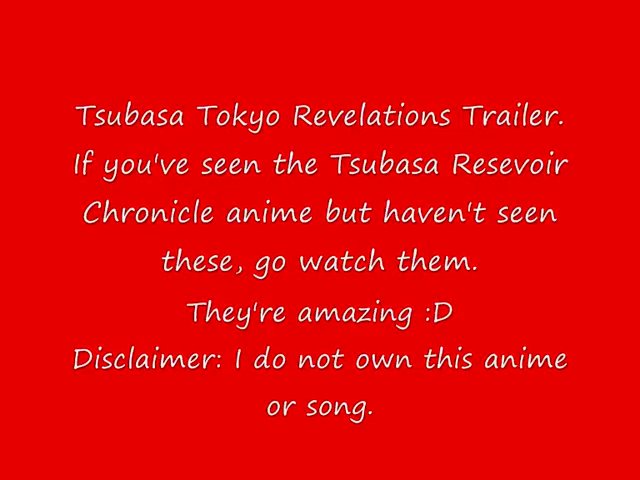 Tsubasa Tokyo Revelations Trailer.
If you've seen the Tsubasa Resevoir
Chronicle anime but haven't seen
these, go watch them.
They're amazing :D
Disclaimer: I do not own this anime
or song.